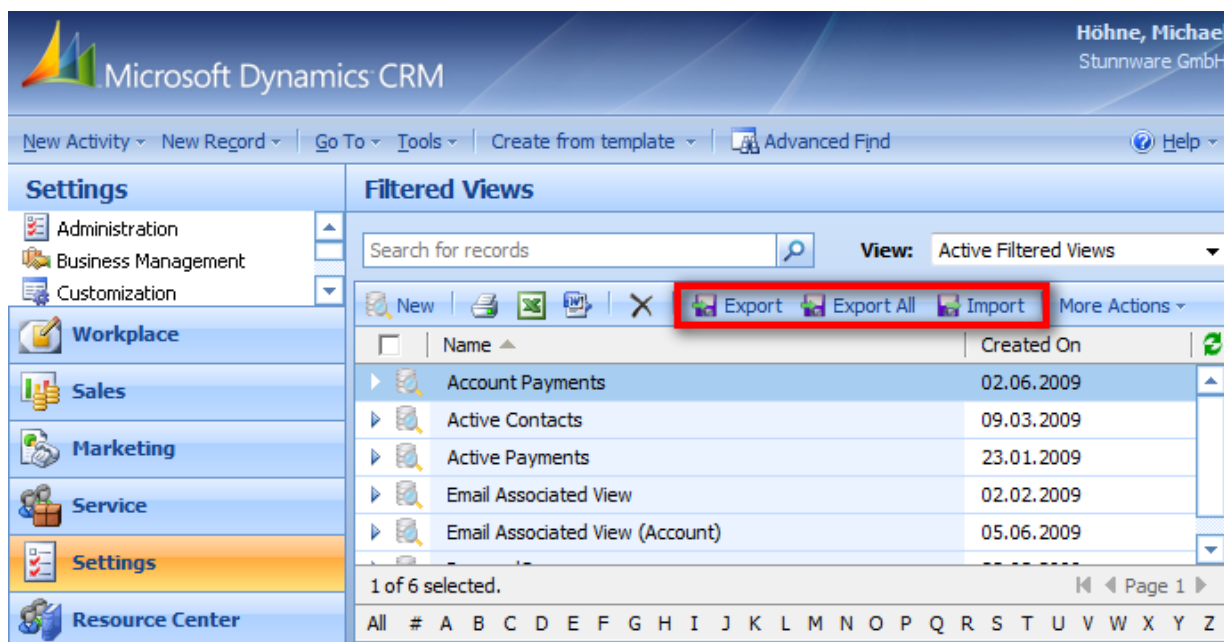 Höhne, Michael
Stunnware GmbH
Microsoft Dynamics CRM
New Activity New Record Go To Tools Create from template Advanced Find Help
Settings
Administration
Business Management
Customization
Workplace
Sales
Marketing
Service
Settings
Resource Center
Filtered Views
Search for records View: Active Filtered Views
New Export Export All Import More Actions
Name Created On
Account Payments 02.06.2009
Active Contacts 09.03.2009
Active Payments 23.01.2009
Email Associated View 02.02.2009
Email Associated View (Account) 05.06.2009
1 of 6 selected. Page 1
All # A B C D E F G H I J K L M N O P Q R S T U V W X Y Z